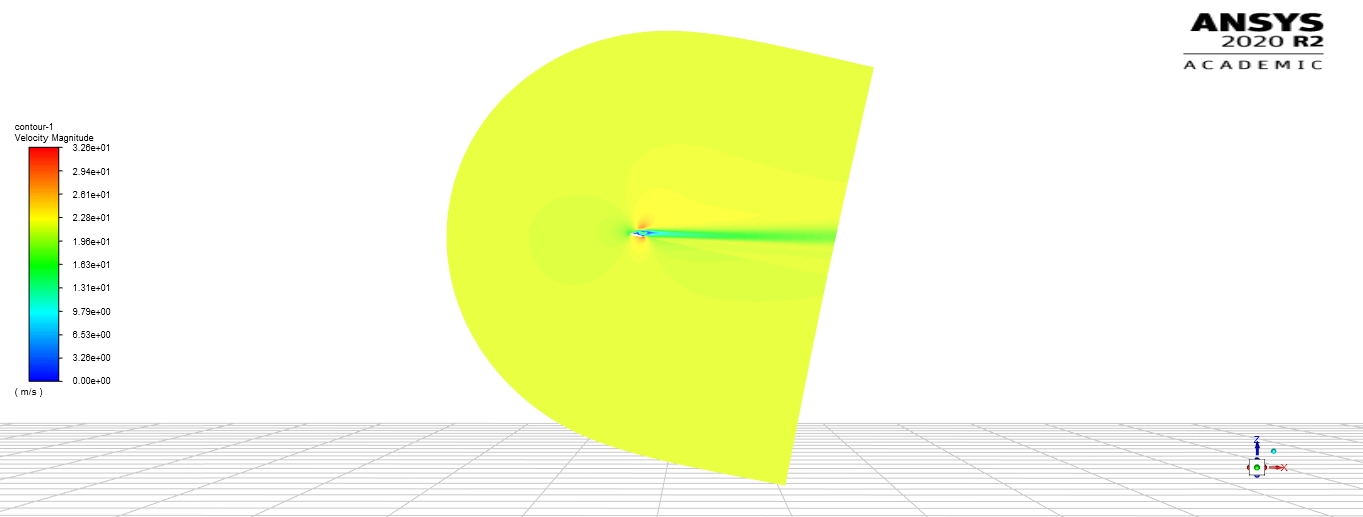 ANSYS
2020 R2
ACADEMIC
contour-1
Velocity Magnitude
3.26e+01
2.94e+01
2.61e+01
2.28e+01
1.96e+01
1.63e+01
1.31e+01
9.79e+00
6.53e+00
3.26e+00
0.00e+00
( m/s )
Z
X